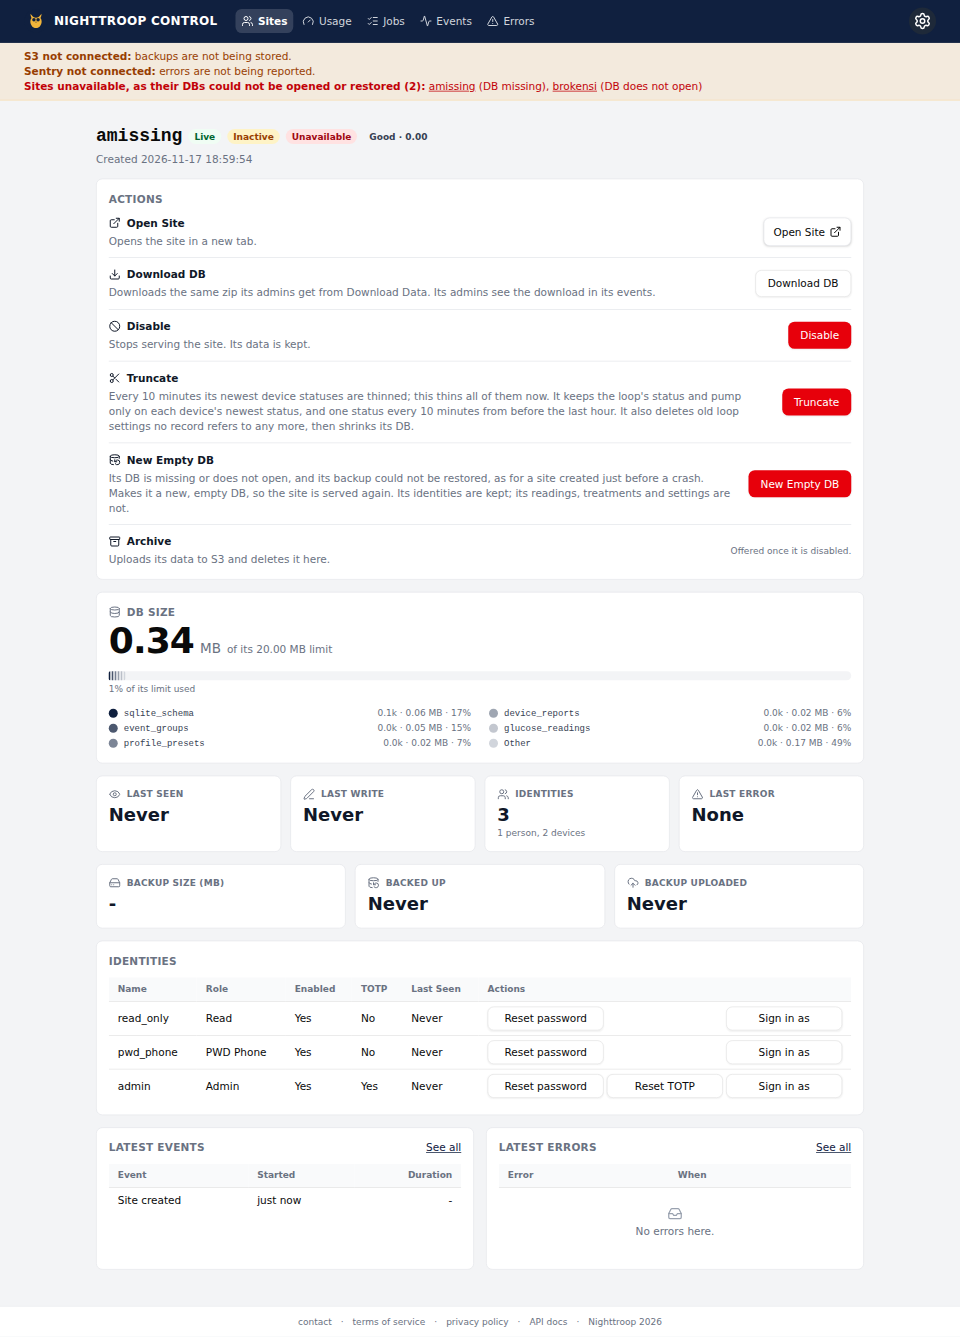 NIGHTTROOP CONTROL Sites Usage Jobs Events Errors
S3 not connected: backups are not being stored.
Sentry not connected: errors are not being reported.
Sites unavailable, as their DBs could not be opened or restored (2): amissing (DB missing), brokensi (DB does not open)
amissing Live Inactive Unavailable Good · 0.00
Created 2026-11-17 18:59:54
ACTIONS
Open Site
Opens the site in a new tab.
Open Site
Download DB
Downloads the same zip its admins get from Download Data. Its admins see the download in its events.
Download DB
Disable
Stops serving the site. Its data is kept.
Disable
Truncate
Every 10 minutes its newest device statuses are thinned; this thins all of them now. It keeps the loop's status and pump
only on each device's newest status, and one status every 10 minutes from before the last hour. It also deletes old loop
settings no record refers to any more, then shrinks its DB.
Truncate
New Empty DB
Its DB is missing or does not open, and its backup could not be restored, as for a site created just before a crash.
Makes it a new, empty DB, so the site is served again. Its identities are kept; its readings, treatments and settings are
not.
New Empty DB
Archive
Uploads its data to S3 and deletes it here.
Offered once it is disabled.
DB SIZE
0.34 MB of its 20.00 MB limit
1% of its limit used
sqlite_schema 0.1k · 0.06 MB · 17%
event_groups 0.0k · 0.05 MB · 15%
profile_presets 0.0k · 0.02 MB · 7%
device_reports 0.0k · 0.02 MB · 6%
glucose_readings 0.0k · 0.02 MB · 6%
Other 0.0k · 0.17 MB · 49%
LAST SEEN
Never
LAST WRITE
Never
IDENTITIES
3
1 person, 2 devices
LAST ERROR
None
BACKUP SIZE (MB)
-
BACKED UP
Never
BACKUP UPLOADED
Never
IDENTITIES
Name Role Enabled TOTP Last Seen Actions
read_only Read Yes No Never Reset password Sign in as
pwd_phone PWD Phone Yes No Never Reset password Sign in as
admin Admin Yes Yes Never Reset password Reset TOTP Sign in as
LATEST EVENTS See all
Event Started Duration
Site created just now -
LATEST ERRORS See all
Error When
No errors here.
contact · terms of service · privacy policy · API docs · Nighttroop 2026